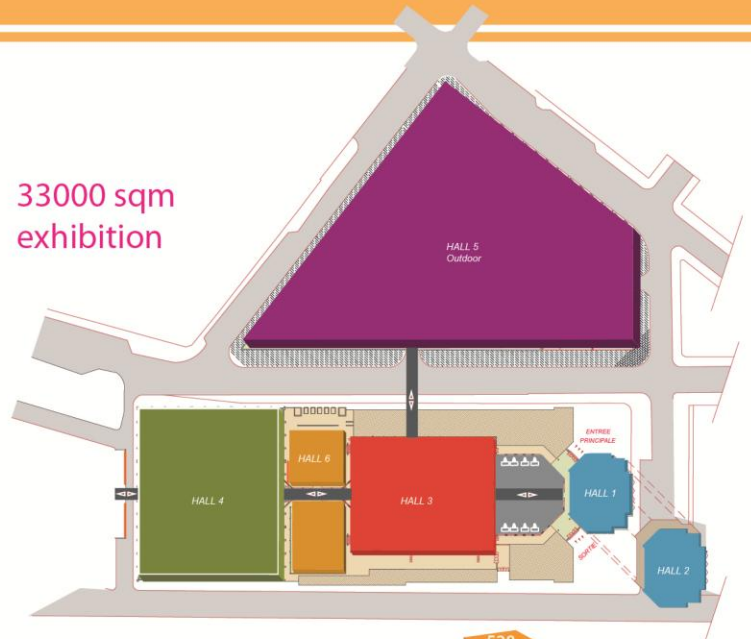 33000 sqm
exhibition
HALL 5
Outdoor
HALL 6
ENTREE
PRINCIPALE
HALL 4
HALL 3
HALL 1
SORTIE
HALL 2